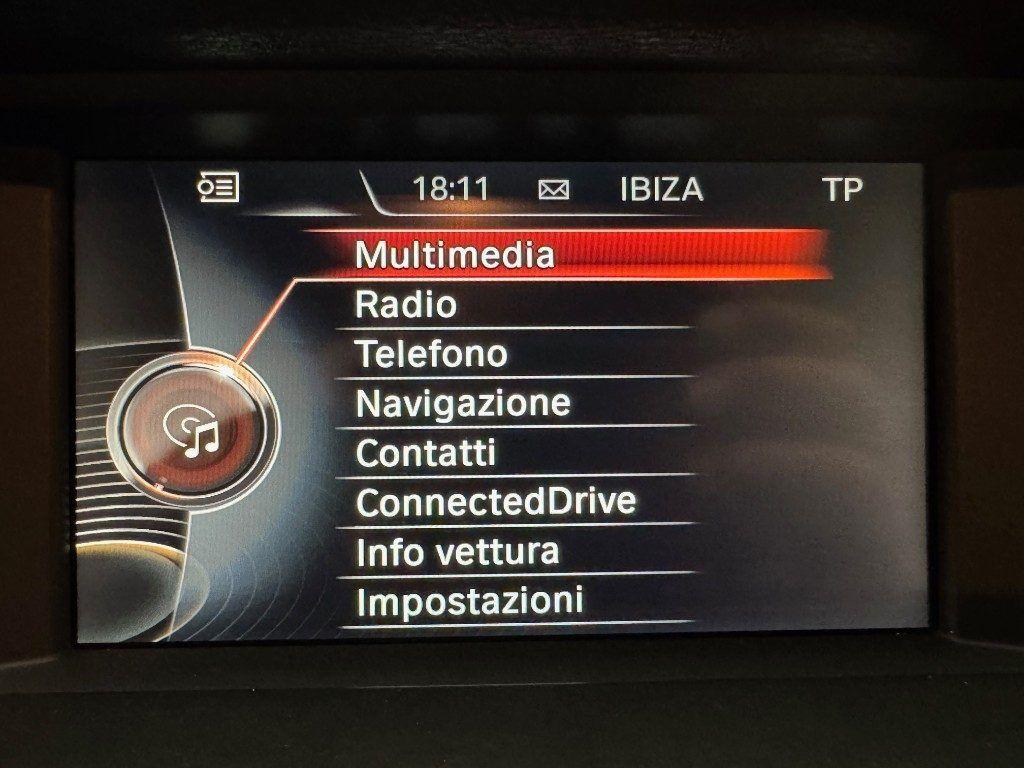 18:11 IBIZA TP
Multimedia
Radio
Telefono
Navigazione
Contatti
ConnectedDrive
Info vettura
Impostazioni